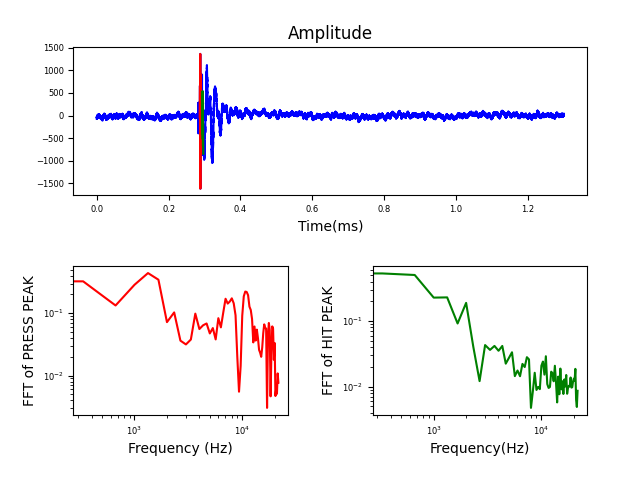 Amplitude
1500
1000
500
0
−500
−1000
−1500
0.0 0.2 0.4 0.6 0.8 1.0 1.2
Time(ms)
FFT of PRESS PEAK
10⁻¹
10⁻²
10³ 10⁴
Frequency (Hz)
FFT of HIT PEAK
10⁻¹
10⁻²
10³ 10⁴
Frequency(Hz)